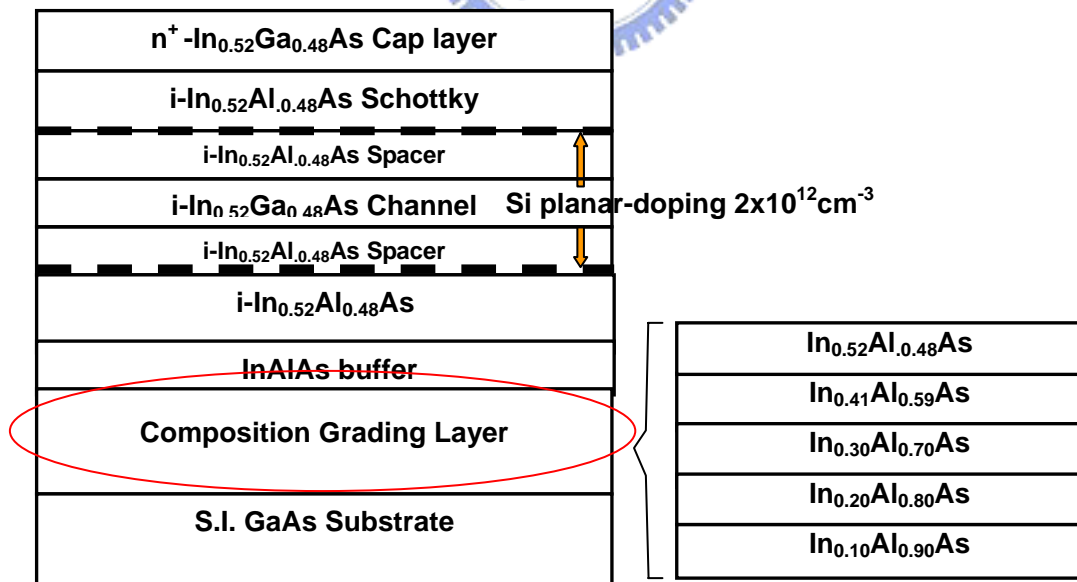 n⁺ -In₀.₅₂Ga₀.₄₈As Cap layer
i-In₀.₅₂Al.₀.₄₈As Schottky
i-In₀.₅₂Al.₀.₄₈As Spacer
i-In₀.₅₂Ga₀.₄₈As Channel
Si planar-doping 2x10¹²cm⁻³
i-In₀.₅₂Al.₀.₄₈As Spacer
i-In₀.₅₂Al₀.₄₈As
InAlAs buffer
Composition Grading Layer
S.I. GaAs Substrate
In₀.₅₂Al.₀.₄₈As
In₀.₄₁Al₀.₅₉As
In₀.₃₀Al₀.₇₀As
In₀.₂₀Al₀.₈₀As
In₀.₁₀Al₀.₉₀As